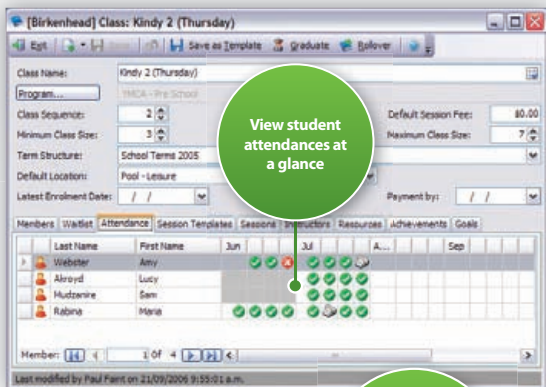 [Birkenhead] Class: Kindy 2 (Thursday)
Exit Save Save as Template Graduate Rollover
Class Name: Kindy 2 (Thursday)
Program... YMCA - Pre School
Class Sequence: 2 Default Session Fee: $0.00
Minimum Class Size: 3 Maximum Class Size: 7
Term Structure: School Terms 2005
Default Location: Pool - Leisure
Latest Enrolment Date: / / Payment by: / /
View student
attendances at
a glance
Members Waitlist Attendance Session Templates Sessions Instructors Resources Achievements Goals
Last Name First Name Jun Jul A... Sep
Webster Amy
Akroyd Lucy
Mudzanire Sam
Rabina Maria
Member: 1 Of 4
Last modified by Paul Faint on 21/09/2006 9:55:01 a.m.